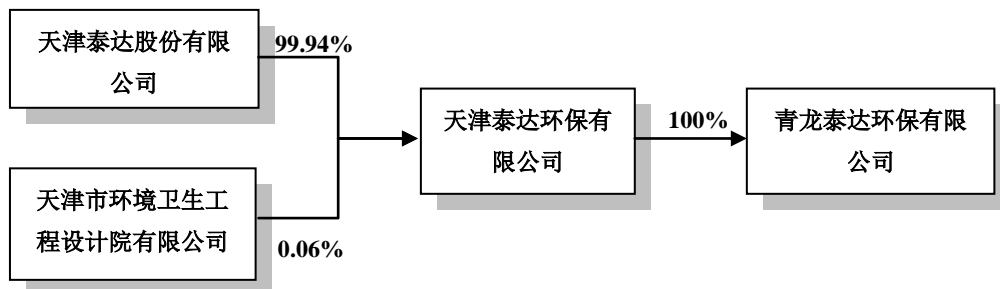 天津泰达股份有限
公司
99.94%
天津市环境卫生工
程设计院有限公司
0.06%
天津泰达环保有
限公司
100%
青龙泰达环保有限
公司